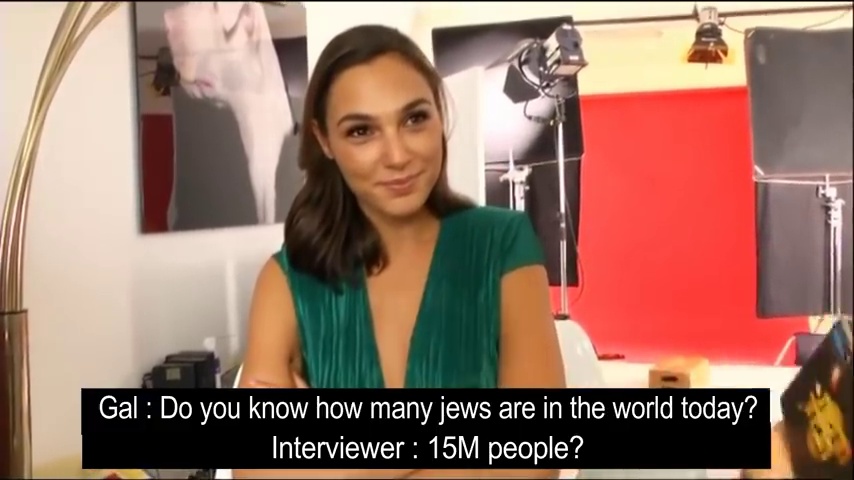 Gal : Do you know how many jews are in the world today?
Interviewer : 15M people?